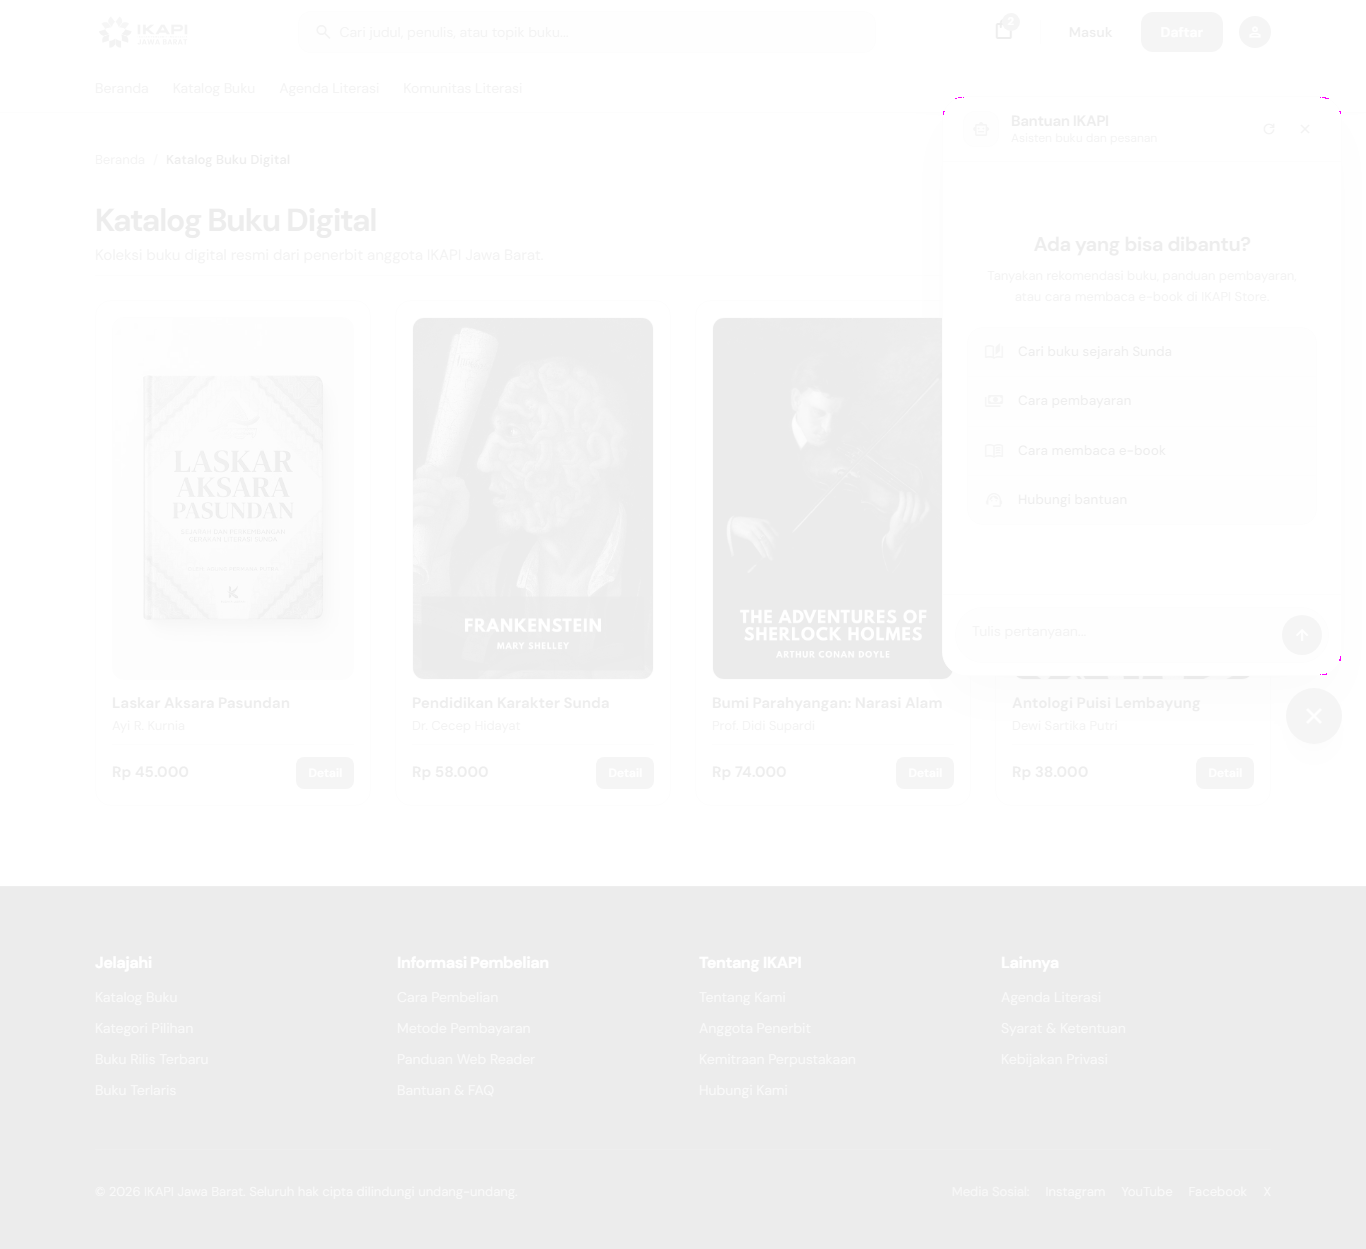 IKAPI
JAWA BARAT
Cari judul, penulis, atau topik buku...
2
Masuk
Daftar
Beranda
Katalog Buku
Agenda Literasi
Komunitas Literasi
Beranda / Katalog Buku Digital
Katalog Buku Digital
Koleksi buku digital resmi dari penerbit anggota IKAPI Jawa Barat.
Bantuan IKAPI
Asisten buku dan pesanan
Ada yang bisa dibantu?
Tanyakan rekomendasi buku, panduan pembayaran,
atau cara membaca e-book di IKAPI Store.
Cari buku sejarah Sunda
Cara pembayaran
Cara membaca e-book
Hubungi bantuan
Tulis pertanyaan...
LASKAR
AKSARA
PASUNDAN
FRANKENSTEIN
MARY SHELLEY
THE ADVENTURES OF
SHERLOCK HOLMES
ARTHUR CONAN DOYLE
Laskar Aksara Pasundan
Ayi R. Kurnia
Rp 45.000
Detail
Pendidikan Karakter Sunda
Dr. Cecep Hidayat
Rp 58.000
Detail
Bumi Parahyangan: Narasi Alam
Prof. Didi Supardi
Rp 74.000
Detail
Antologi Puisi Lembayung
Dewi Sartika Putri
Rp 38.000
Detail
Jelajahi
Katalog Buku
Kategori Pilihan
Buku Rilis Terbaru
Buku Terlaris
Informasi Pembelian
Cara Pembelian
Metode Pembayaran
Panduan Web Reader
Bantuan & FAQ
Tentang IKAPI
Tentang Kami
Anggota Penerbit
Kemitraan Perpustakaan
Hubungi Kami
Lainnya
Agenda Literasi
Syarat & Ketentuan
Kebijakan Privasi
© 2026 IKAPI Jawa Barat. Seluruh hak cipta dilindungi undang-undang.
Media Sosial: Instagram YouTube Facebook X